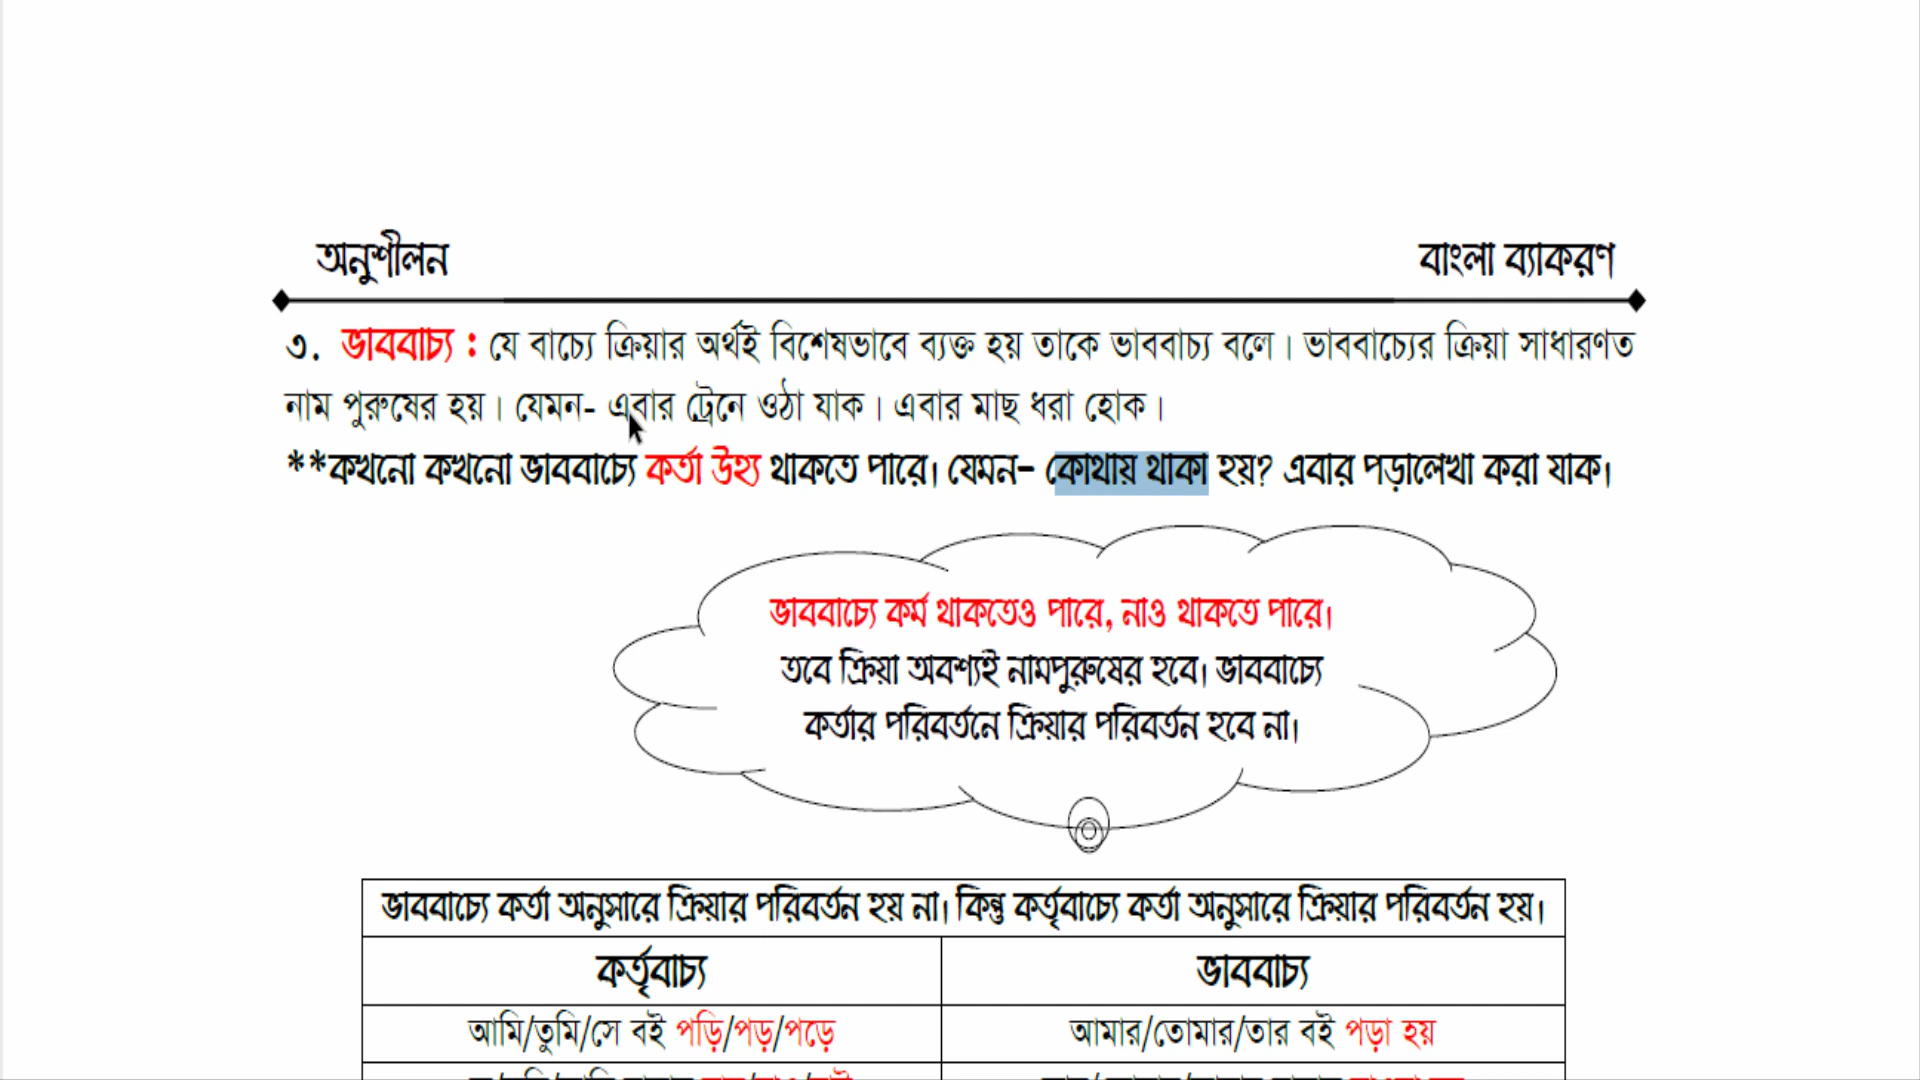 অনুশীলন
বাংলা ব্যাকরণ
৩. ভাববাচ্য : যে বাচ্যে ক্রিয়ার অর্থই বিশেষভাবে ব্যক্ত হয় তাকে ভাববাচ্য বলে। ভাববাচ্যের ক্রিয়া সাধারণত
নাম পুরুষের হয়। যেমন- এবার ট্রেনে ওঠা যাক। এবার মাছ ধরা হোক।
**কখনো কখনো ভাববাচ্যে কর্তা উহ্য থাকতে পারে। যেমন– কোথায় থাকা হয়? এবার পড়ালেখা করা যাক।
ভাববাচ্যে কর্ম থাকতেও পারে, নাও থাকতে পারে।
তবে ক্রিয়া অবশ্যই নামপুরুষের হবে। ভাববাচ্যে
কর্তার পরিবর্তনে ক্রিয়ার পরিবর্তন হবে না।
ভাববাচ্যে কর্তা অনুসারে ক্রিয়ার পরিবর্তন হয় না। কিন্তু কর্তৃবাচ্যে কর্তা অনুসারে ক্রিয়ার পরিবর্তন হয়।
কর্তৃবাচ্য
ভাববাচ্য
আমি/তুমি/সে বই পড়ি/পড়/পড়ে
আমার/তোমার/তার বই পড়া হয়